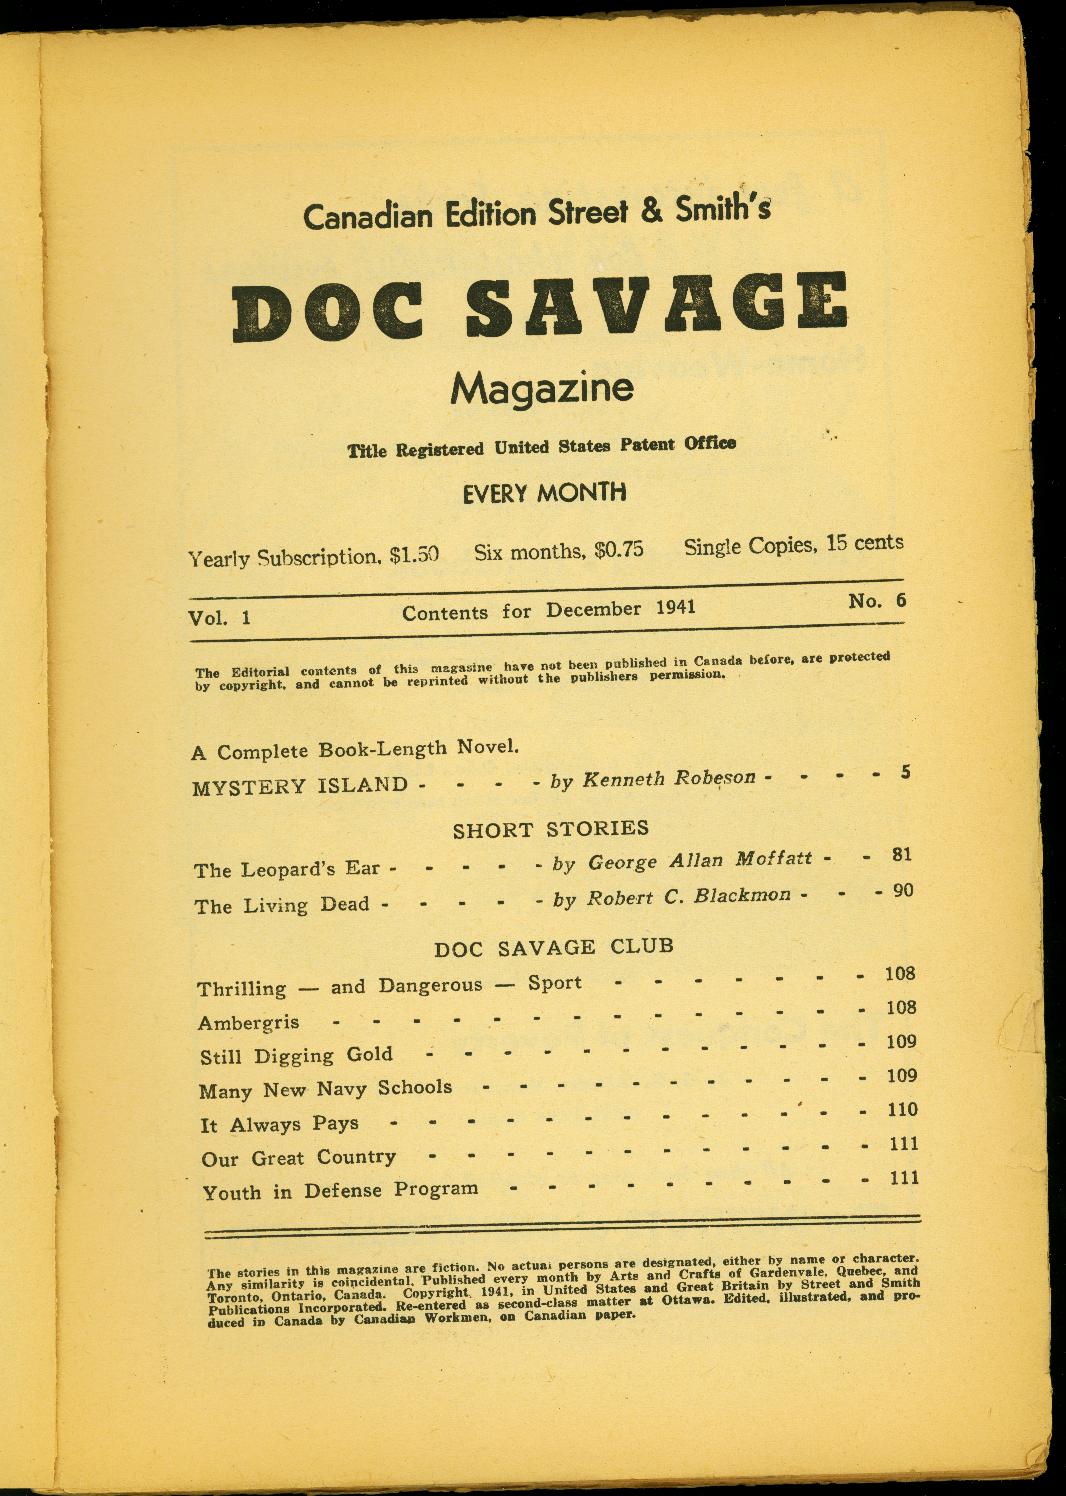 Canadian Edition Street & Smith's
DOC SAVAGE
Magazine
Title Registered United States Patent Office
EVERY MONTH
Yearly Subscription, $1.50 Six months, $0.75 Single Copies, 15 cents
Vol. 1 Contents for December 1941 No. 6
The Editorial contents of this magasine have not been published in Canada before, are protected
by copyright, and cannot be reprinted without the publishers permission.
A Complete Book-Length Novel.
MYSTERY ISLAND - - - - by Kenneth Robeson - - - - 5
SHORT STORIES
The Leopard's Ear - - - - - by George Allan Moffatt - - 81
The Living Dead - - - - - by Robert C. Blackmon - - - 90
DOC SAVAGE CLUB
Thrilling — and Dangerous — Sport - - - - - - - 108
Ambergris - - - - - - - - - - - - - - 108
Still Digging Gold - - - - - - - - - - - - 109
Many New Navy Schools - - - - - - - - - - - 109
It Always Pays - - - - - - - - - - - - - 110
Our Great Country - - - - - - - - - - - - 111
Youth in Defense Program - - - - - - - - - - 111
The stories in this magazine are fiction. No actual persons are designated, either by name or character.
Any similarity is coincidental. Published every month by Arts and Crafts of Gardenvale, Quebec, and
Toronto, Ontario, Canada. Copyright, 1941, in United States and Great Britain by Street and Smith
Publications Incorporated. Re-entered as second-class matter at Ottawa. Edited, illustrated, and pro-
duced in Canada by Canadian Workmen, on Canadian paper.